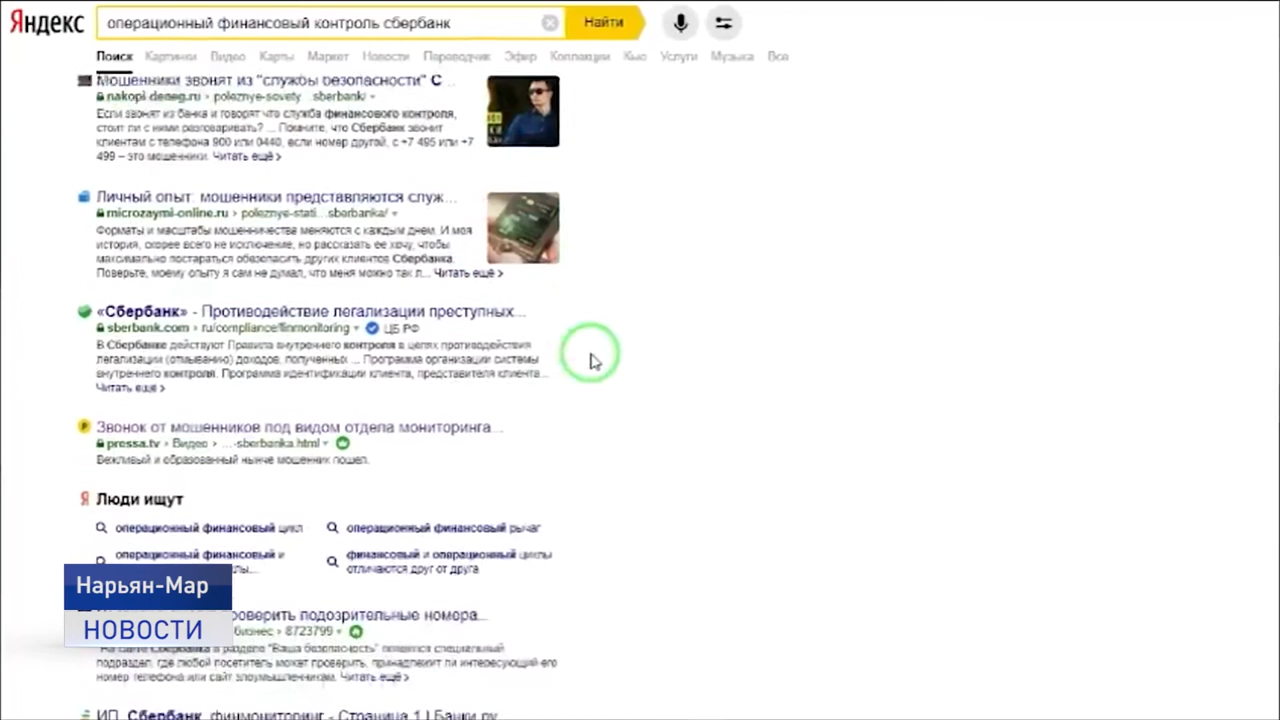 Яндекс
операционный финансовый контроль сбербанк
Найти
Поиск Картинки Видео Карты Маркет Новости Переводчик Эфир Коллекции Кью Услуги Музыка Все
Мошенники звонят из "службы безопасности" С ...
nakopi-deneg.ru › poleznye-sovety...sberbank/
Если звонят из банка и говорят что служба финансового контроля,
стоит ли с ними разговаривать? ... Помните, что Сбербанк звонит
клиентам с телефона 900 или 0440, если номер другой, с +7 495 или +7
499 – это мошенники. Читать ещё ›
Личный опыт: мошенники представляются служ...
microzaymi-online.ru › poleznye-stati...sberbanka/
Форматы и масштабы мошенничества меняются с каждым днем. И моя
история, скорее всего не исключение, но рассказать ее хочу, чтобы
максимально постараться обезопасить других клиентов Сбербанка.
Поверьте, моему опыту я сам не думал, что меня можно так л... Читать ещё ›
«Сбербанк» - Противодействие легализации преступных...
sberbank.com › ru/compliance/finmonitoring ЦБ РФ
В Сбербанке действуют Правила внутреннего контроля в целях противодействия
легализации (отмыванию) доходов, полученных ... Программа организации системы
внутреннего контроля. Программа идентификации клиента, представителя клиента...
Читать ещё ›
Звонок от мошенников под видом отдела мониторинга...
pressa.tv › Видео › ...-sberbanka.html
Вежливый и образованный нынче мошенник пошел.
Люди ищут
операционный финансовый цикл
операционный финансовый рычаг
операционный финансовый и
лы...
финансовый и операционный циклы
отличаются друг от друга
роверить подозрительные номера...
бизнес › 8723799
На сайте Сбербанка в разделе "Ваша безопасность" появился специальный
подраздел, где любой посетитель может проверить, принадлежит ли интересующий его
номер телефона или сайт злоумышленникам. Читать ещё ›
Нарьян-Мар
НОВОСТИ
ИП, Сбербанк, финмониторинг - Страница 1 | Банки.ру